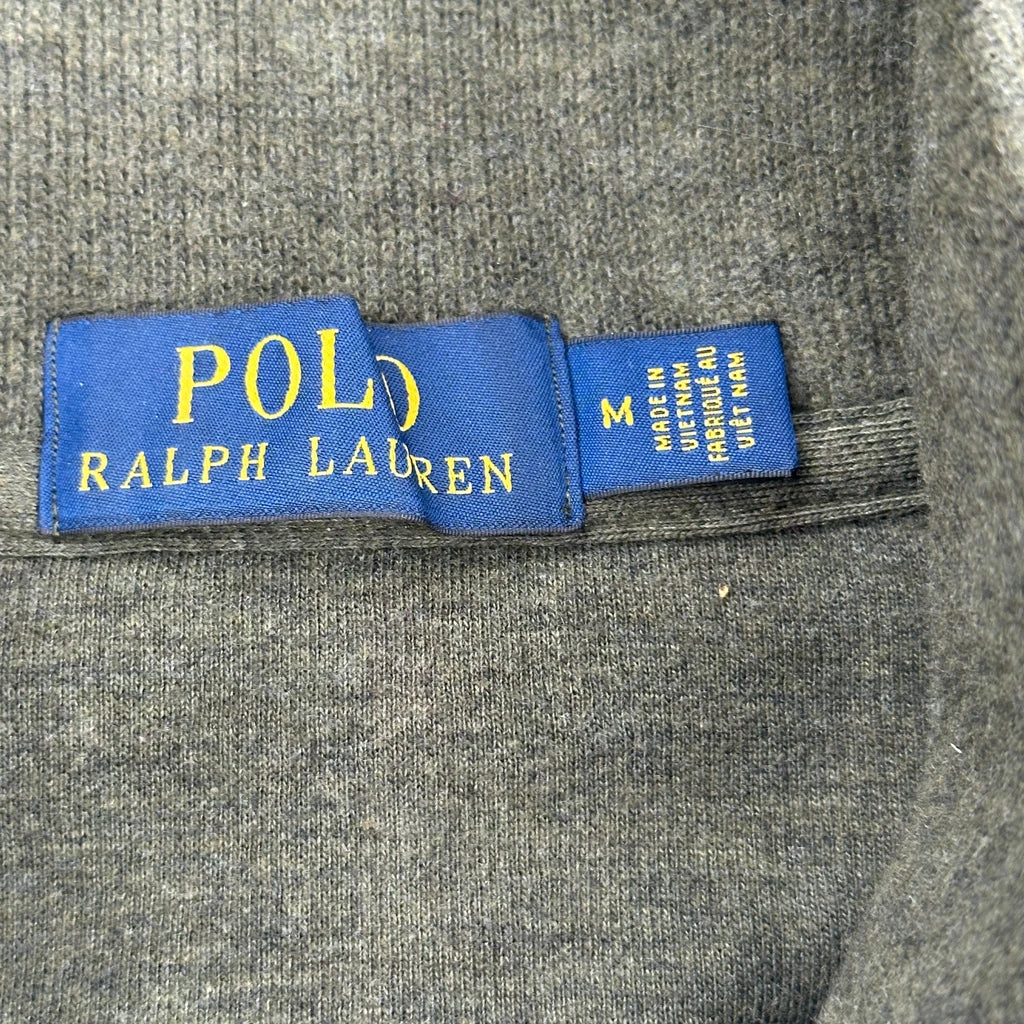 POLO
RALPH LAUREN
M
MADE IN
VIETNAM
FABRIQUÉ AU
VIÊT NAM